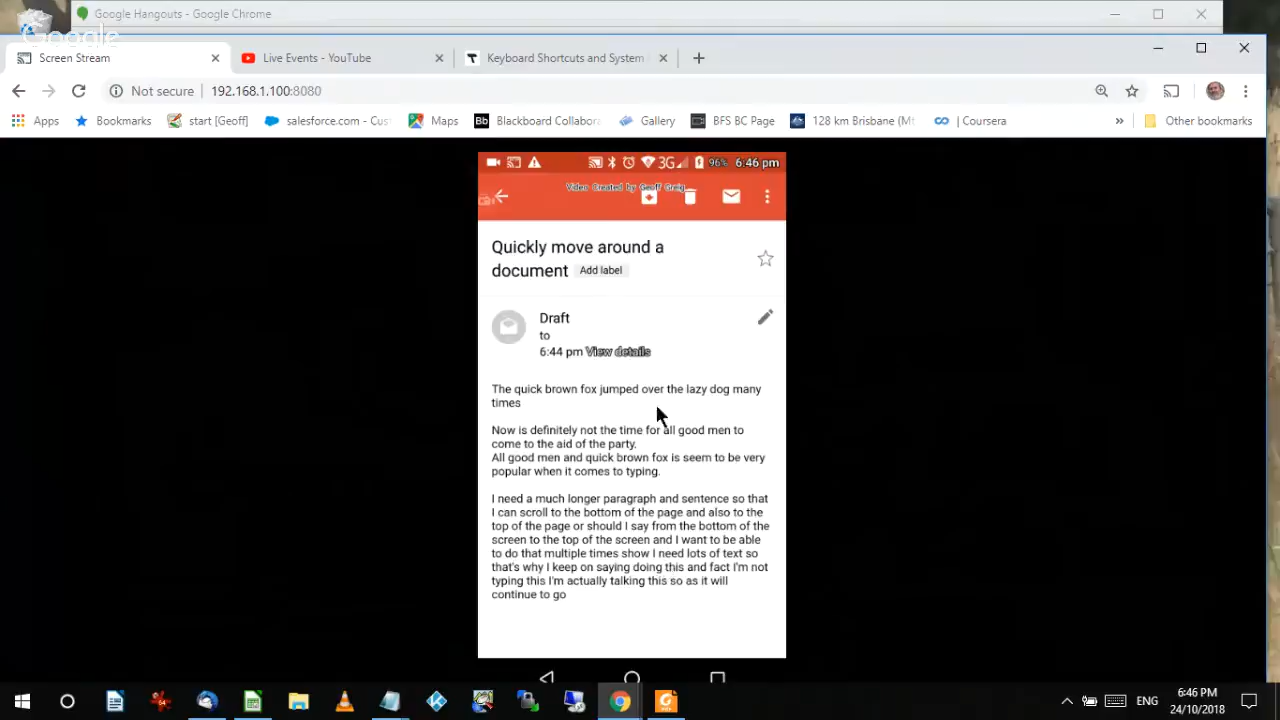 Google Hangouts - Google Chrome
Google
Screen Stream
Live Events - YouTube
Keyboard Shortcuts and System
Not secure
192.168.1.100:8080
Apps
Bookmarks
start [Geoff]
salesforce.com - Cus
Maps
Bb
Blackboard Collabora
Gallery
BFS BC Page
128 km Brisbane (Mt
| Coursera
»
Other bookmarks
3G
96%
6:46 pm
Video Created by Geoff Greig
Quickly move around a
document
Add label
Draft
to
6:44 pm View details
The quick brown fox jumped over the lazy dog many
times
Now is definitely not the time for all good men to
come to the aid of the party.
All good men and quick brown fox is seem to be very
popular when it comes to typing.
I need a much longer paragraph and sentence so that
I can scroll to the bottom of the page and also to the
top of the page or should I say from the bottom of the
screen to the top of the screen and I want to be able
to do that multiple times show I need lots of text so
that's why I keep on saying doing this and fact I'm not
typing this I'm actually talking this so as it will
continue to go
ENG
6:46 PM
24/10/2018